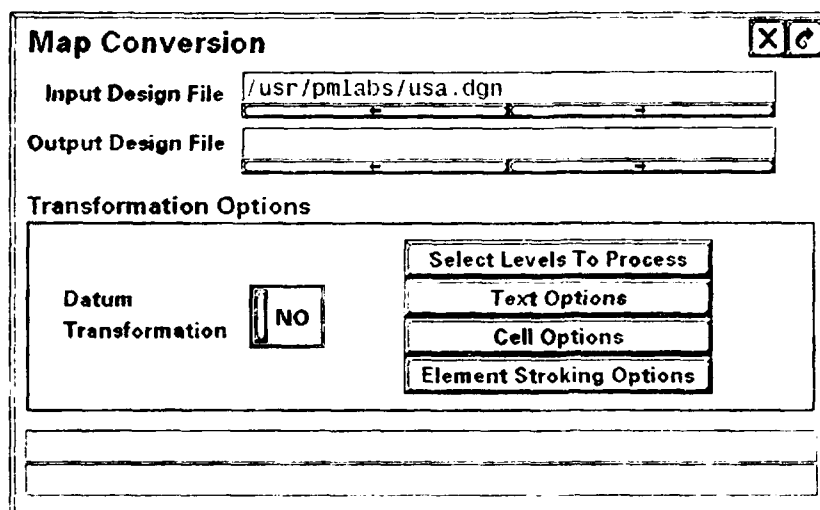 Map Conversion
Input Design File /usr/pmlabs/usa.dgn
Output Design File
Transformation Options
Select Levels To Process
Datum
Transformation
NO
Text Options
Cell Options
Element Stroking Options